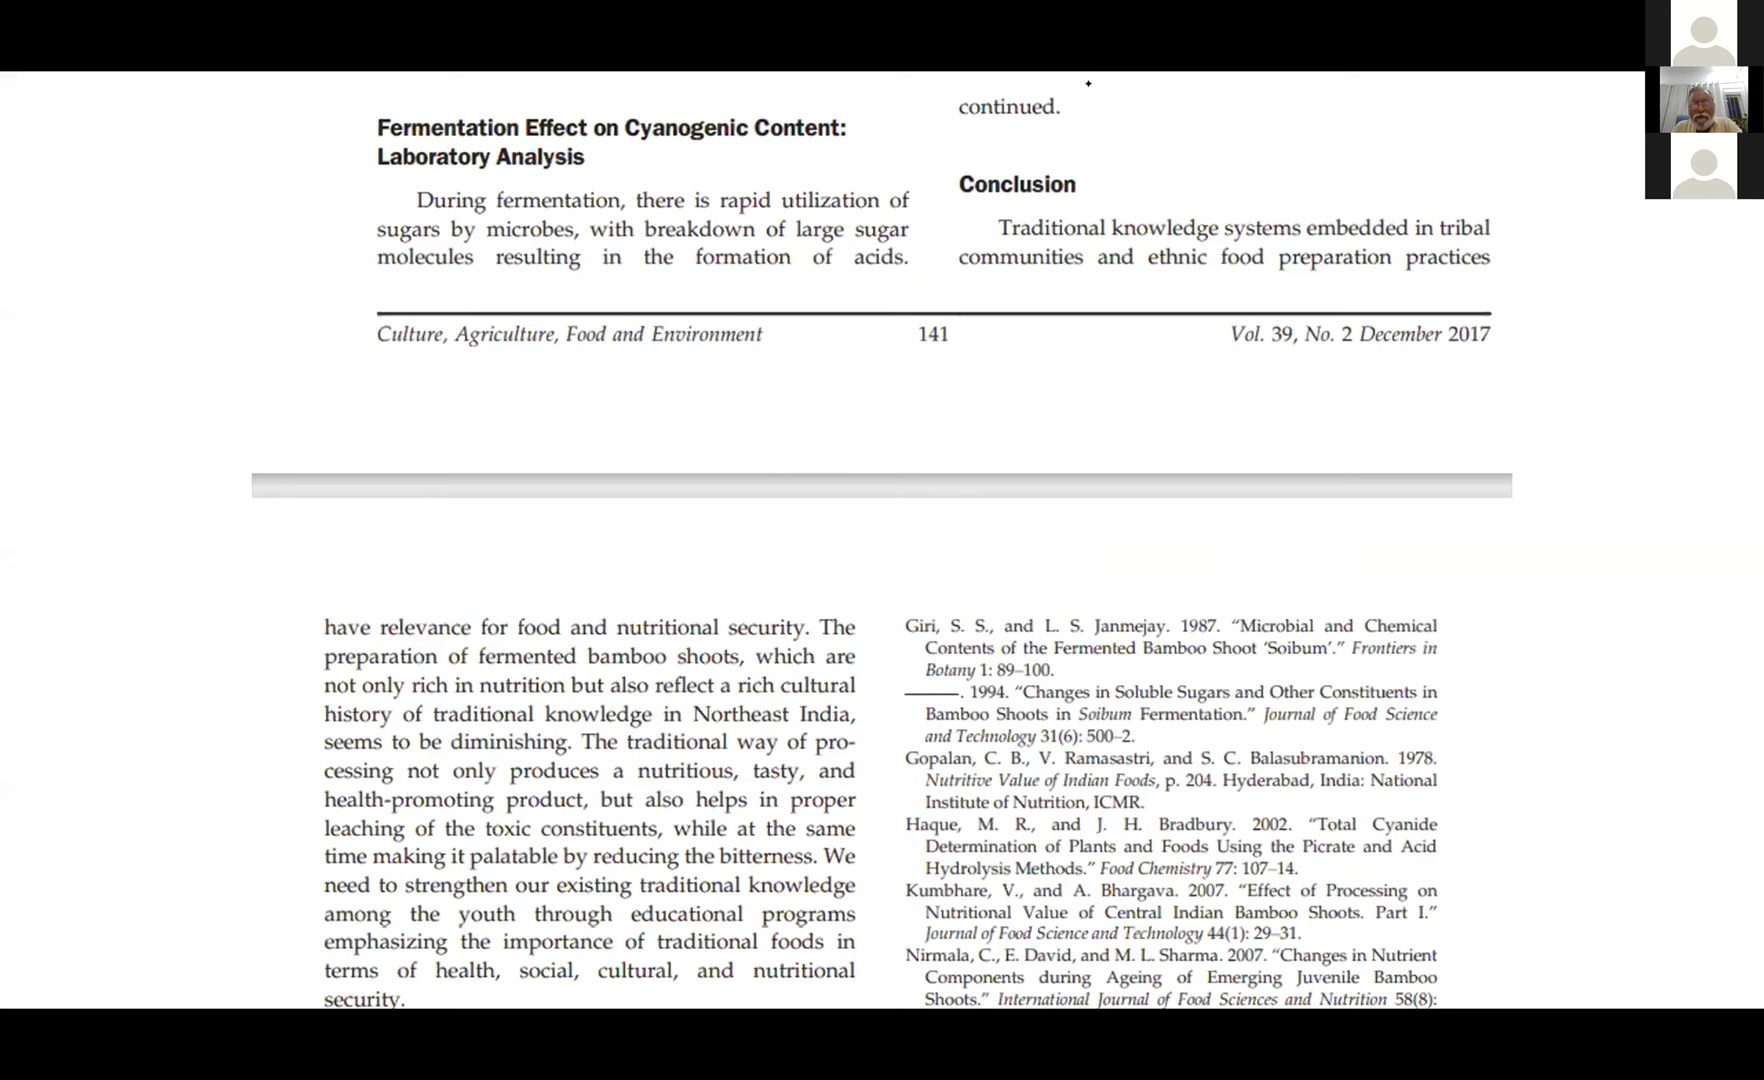 Fermentation Effect on Cyanogenic Content:
Laboratory Analysis
During fermentation, there is rapid utilization of
sugars by microbes, with breakdown of large sugar
molecules resulting in the formation of acids.
continued.
Conclusion
Traditional knowledge systems embedded in tribal
communities and ethnic food preparation practices
Culture, Agriculture, Food and Environment 141 Vol. 39, No. 2 December 2017
have relevance for food and nutritional security. The
preparation of fermented bamboo shoots, which are
not only rich in nutrition but also reflect a rich cultural
history of traditional knowledge in Northeast India,
seems to be diminishing. The traditional way of pro-
cessing not only produces a nutritious, tasty, and
health-promoting product, but also helps in proper
leaching of the toxic constituents, while at the same
time making it palatable by reducing the bitterness. We
need to strengthen our existing traditional knowledge
among the youth through educational programs
emphasizing the importance of traditional foods in
terms of health, social, cultural, and nutritional
security.
Giri, S. S., and L. S. Janmejay. 1987. “Microbial and Chemical
Contents of the Fermented Bamboo Shoot ‘Soibum’.” Frontiers in
Botany 1: 89–100.
———. 1994. “Changes in Soluble Sugars and Other Constituents in
Bamboo Shoots in Soibum Fermentation.” Journal of Food Science
and Technology 31(6): 500–2.
Gopalan, C. B., V. Ramasastri, and S. C. Balasubramanion. 1978.
Nutritive Value of Indian Foods, p. 204. Hyderabad, India: National
Institute of Nutrition, ICMR.
Haque, M. R., and J. H. Bradbury. 2002. “Total Cyanide
Determination of Plants and Foods Using the Picrate and Acid
Hydrolysis Methods.” Food Chemistry 77: 107–14.
Kumbhare, V., and A. Bhargava. 2007. “Effect of Processing on
Nutritional Value of Central Indian Bamboo Shoots. Part I.”
Journal of Food Science and Technology 44(1): 29–31.
Nirmala, C., E. David, and M. L. Sharma. 2007. “Changes in Nutrient
Components during Ageing of Emerging Juvenile Bamboo
Shoots.” International Journal of Food Sciences and Nutrition 58(8):